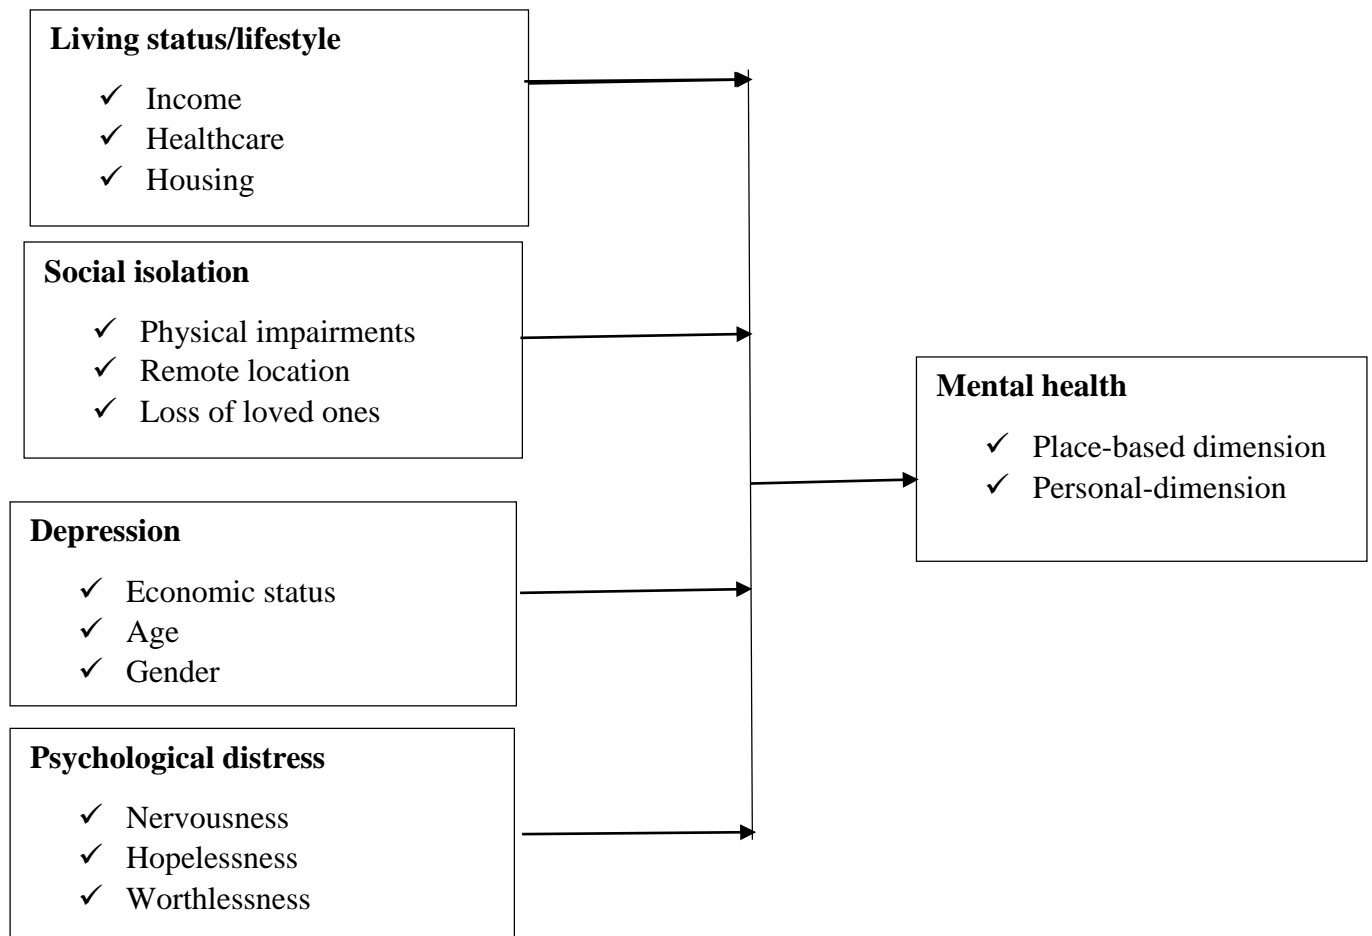 Living status/lifestyle
✓ Income
✓ Healthcare
✓ Housing
Social isolation
✓ Physical impairments
✓ Remote location
✓ Loss of loved ones
Depression
✓ Economic status
✓ Age
✓ Gender
Psychological distress
✓ Nervousness
✓ Hopelessness
✓ Worthlessness
Mental health
✓ Place-based dimension
✓ Personal-dimension